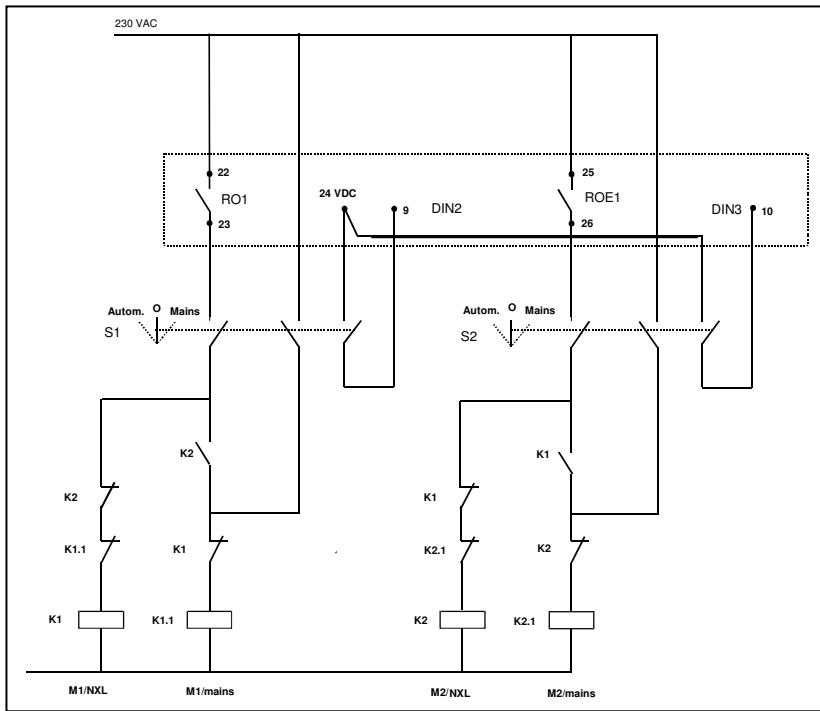 230 VAC
22
RO1
23
24 VDC
9
DIN2
25
ROE1
26
DIN3
10
Autom.
O
Mains
S1
Autom.
O
Mains
S2
K2
K1
K2
K1
K1.1
K1
K2.1
K2
K1
K1.1
K2
K2.1
M1/NXL
M1/mains
M2/NXL
M2/mains